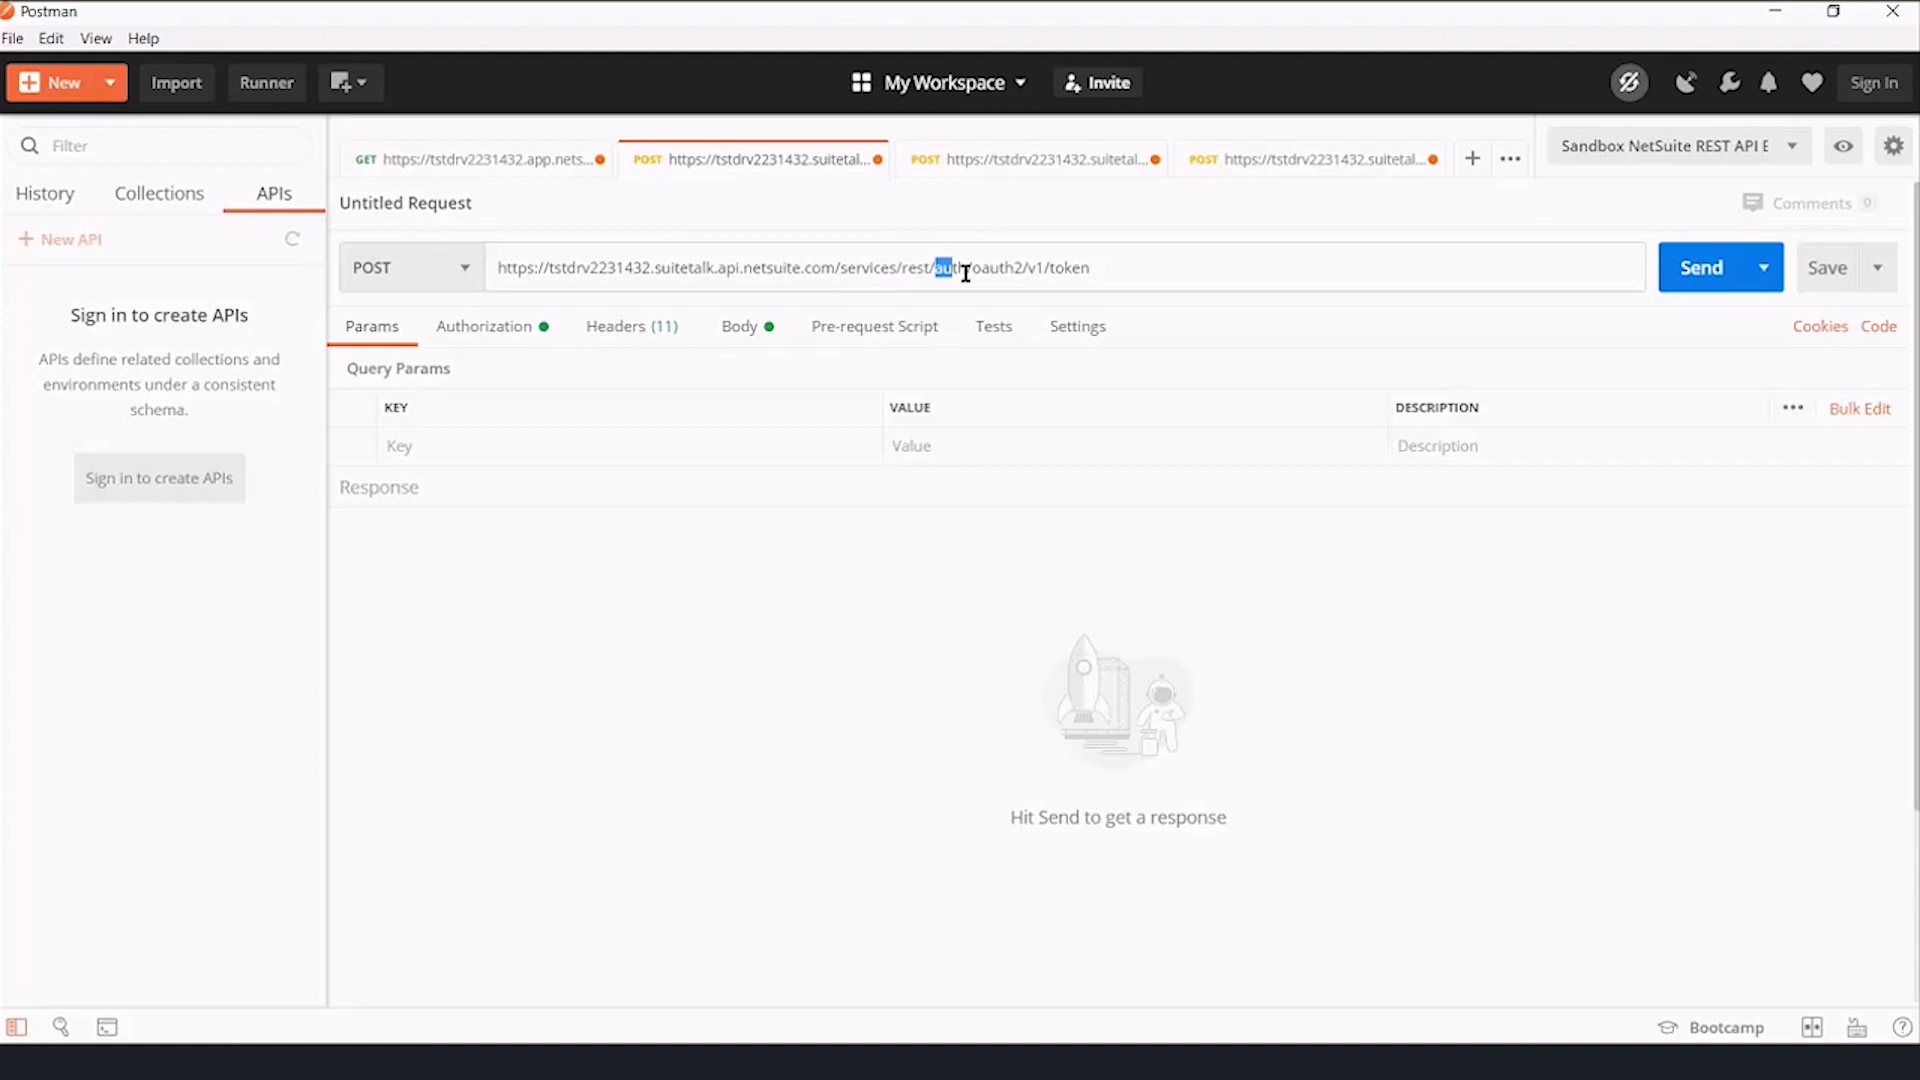 Postman
File Edit View Help
New Import Runner My Workspace Invite Sign In
Filter
GET https://tstdrv2231432.app.nets... POST https://tstdrv2231432.suitetal... POST https://tstdrv2231432.suitetal... POST https://tstdrv2231432.suitetal... Sandbox NetSuite REST API E
History Collections APIs
Untitled Request Comments 0
New API
POST https://tstdrv2231432.suitetalk.api.netsuite.com/services/rest/auth/oauth2/v1/token Send Save
Sign in to create APIs
Params Authorization Headers (11) Body Pre-request Script Tests Settings Cookies Code
APIs define related collections and
environments under a consistent
schema.
Query Params
KEY VALUE DESCRIPTION Bulk Edit
Key Value Description
Sign in to create APIs
Response
Hit Send to get a response
Bootcamp